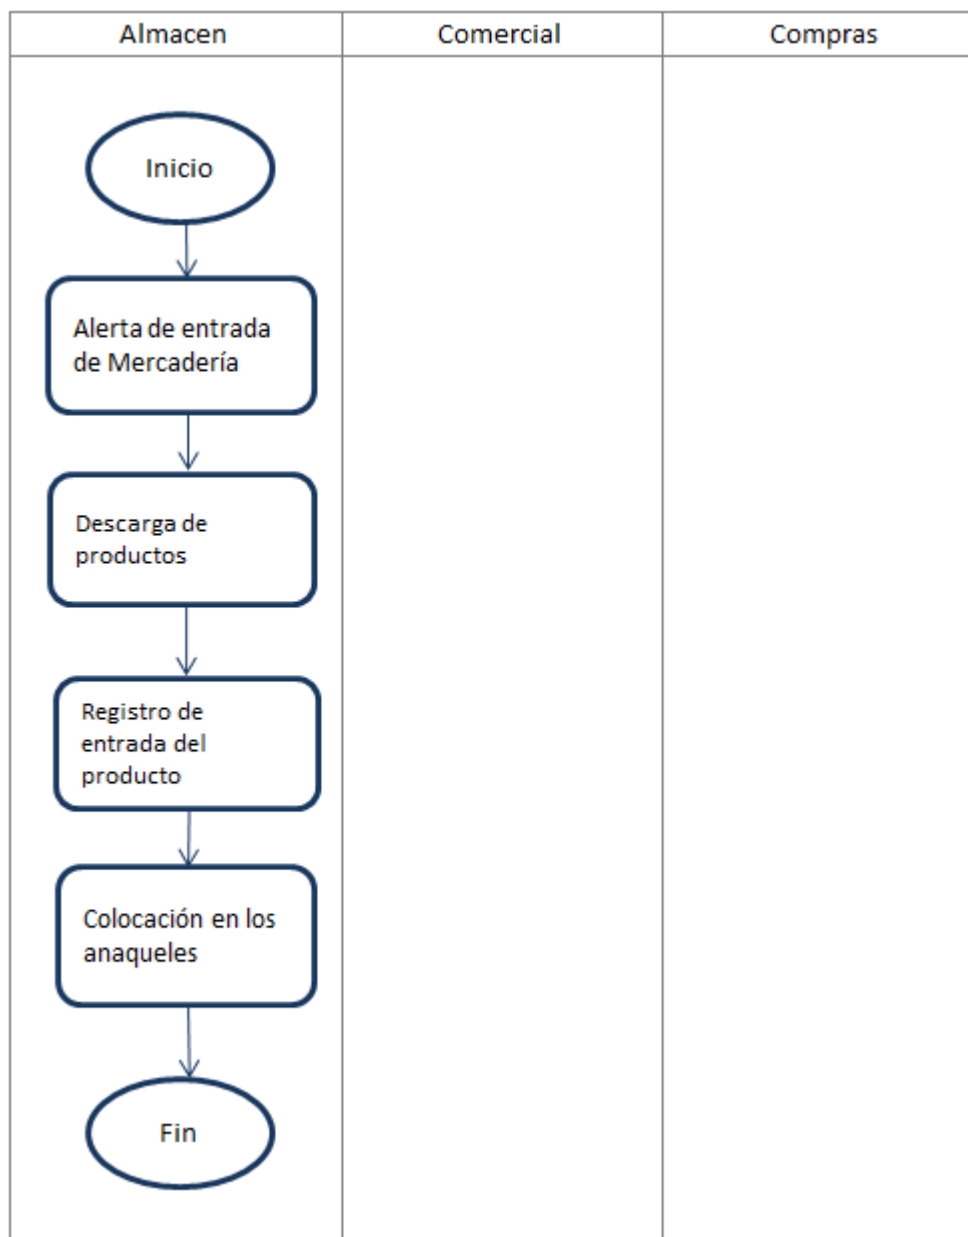 Almacen
Comercial
Compras
Inicio
Alerta de entrada
de Mercadería
Descarga de
productos
Registro de
entrada del
producto
Colocación en los
anaqueles
Fin